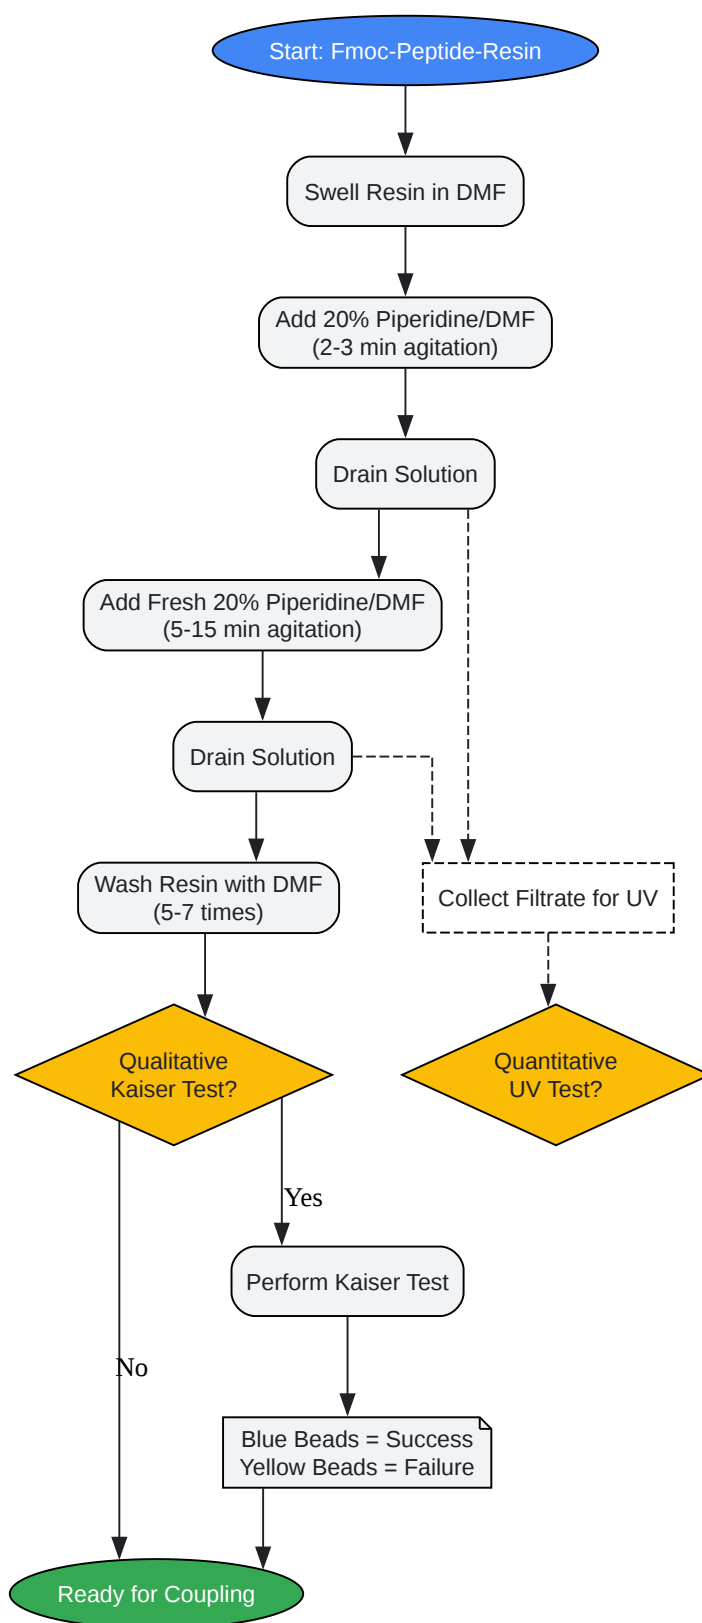 Start: Fmoc-Peptide-Resin
Swell Resin in DMF
Add 20% Piperidine/DMF
(2-3 min agitation)
Drain Solution
Add Fresh 20% Piperidine/DMF
(5-15 min agitation)
Drain Solution
Wash Resin with DMF
(5-7 times)
Collect Filtrate for UV
Qualitative
Kaiser Test?
Quantitative
UV Test?
Yes
Perform Kaiser Test
No
Blue Beads = Success
Yellow Beads = Failure
Ready for Coupling